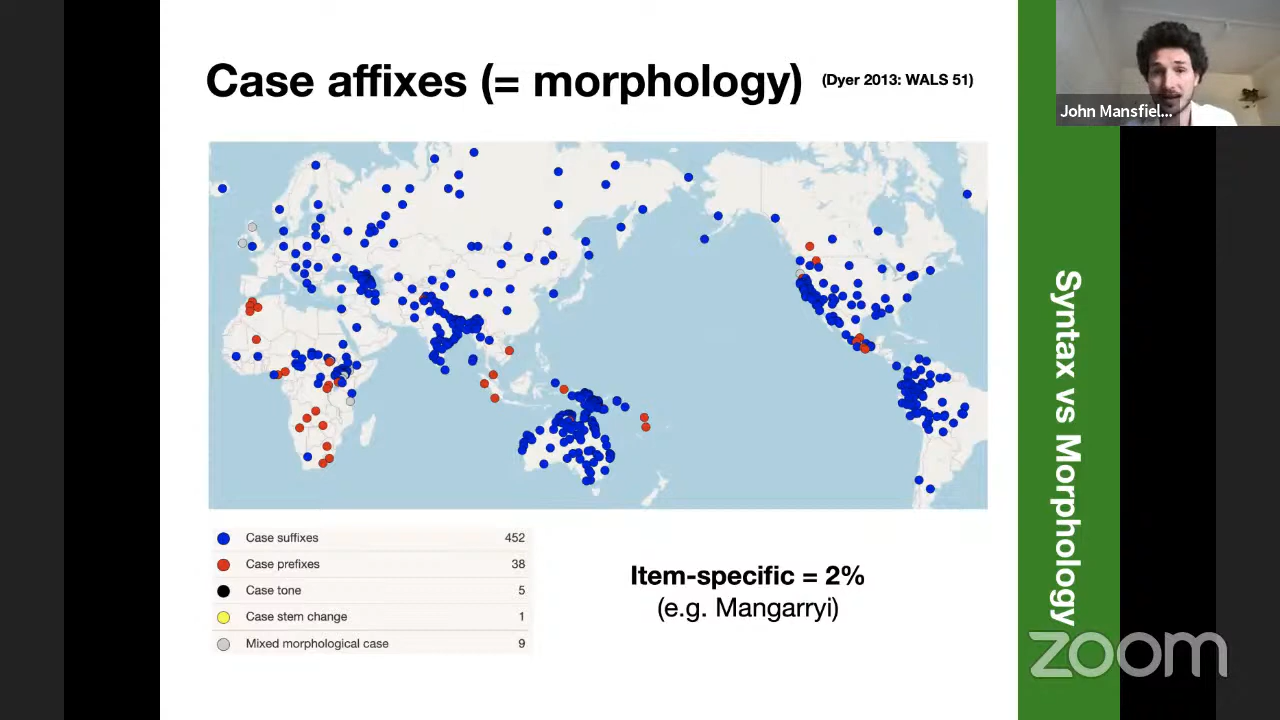 Case affixes (= morphology) (Dyer 2013: WALS 51)
John Mansfiel...
Case suffixes 452
Case prefixes 38
Case tone 5
Case stem change 1
Mixed morphological case 9
Item-specific = 2%
(e.g. Mangarryi)
Syntax vs Morphology
zoom